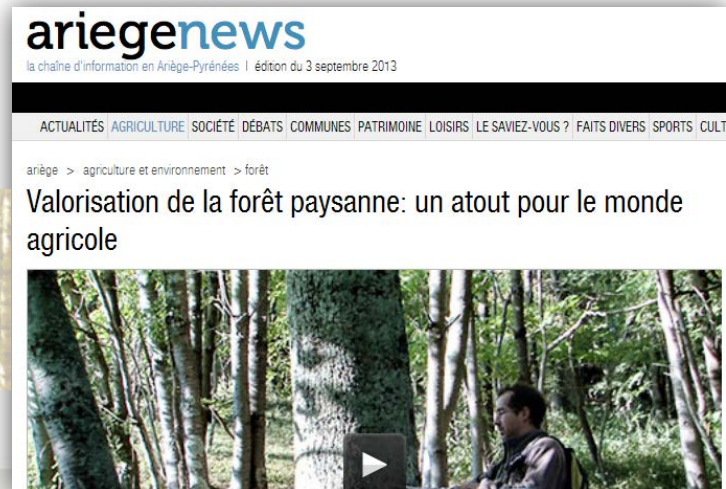 ariegenews
la chaîne d'information en Ariège-Pyrénées | édition du 3 septembre 2013
ACTUALITÉS AGRICULTURE SOCIÉTÉ DÉBATS COMMUNES PATRIMOINE LOISIRS LE SAVIEZ-VOUS ? FAITS DIVERS SPORTS CULT
ariège > agriculture et environnement > forêt
Valorisation de la forêt paysanne: un atout pour le monde
agricole